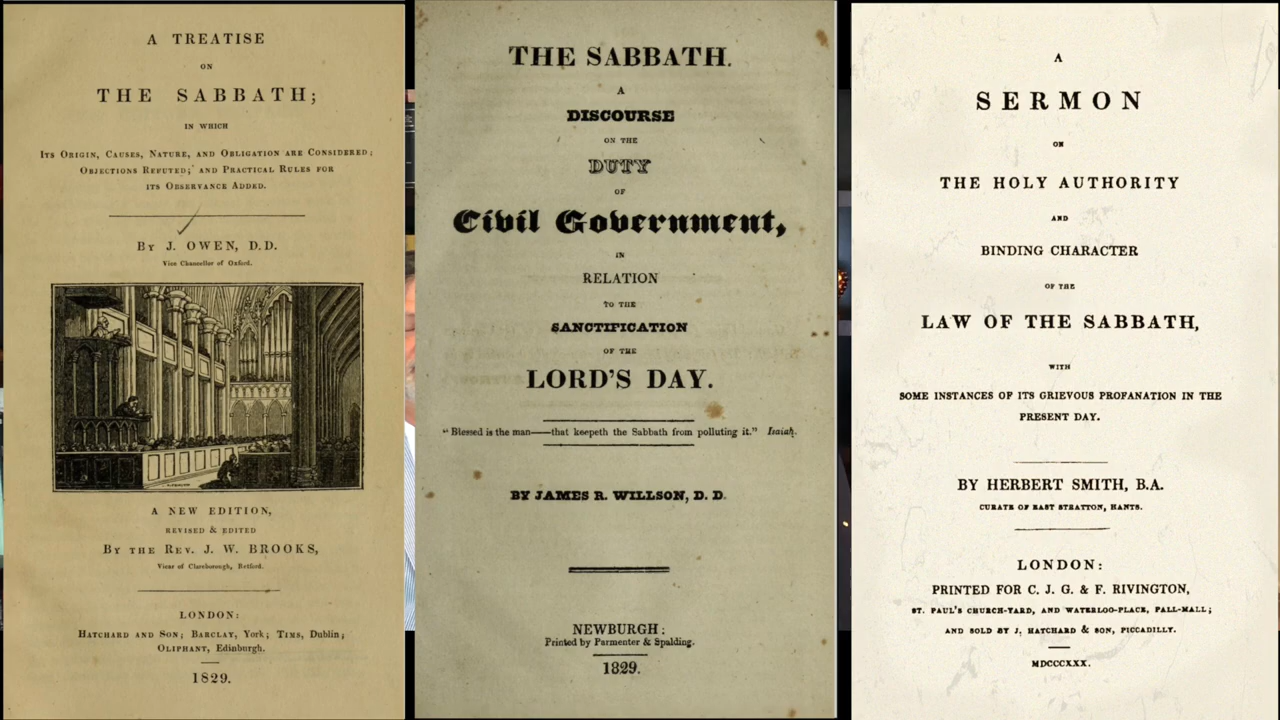 A TREATISE
ON
THE SABBATH;
IN WHICH
ITS ORIGIN, CAUSES, NATURE, AND OBLIGATION ARE CONSIDERED;
OBJECTIONS REFUTED; AND PRACTICAL RULES FOR
ITS OBSERVANCE ADDED.
BY J. OWEN, D.D.
Vice Chancellor of Oxford.
A NEW EDITION,
REVISED & EDITED
BY THE REV. J. W. BROOKS,
Vicar of Clareborough, Retford.
LONDON:
HATCHARD AND SON; BARCLAY, York; TIMS, Dublin;
OLIPHANT, Edinburgh.
1829.
THE SABBATH.
A
DISCOURSE
ON THE
DUTY
OF
Civil Government,
IN
RELATION
TO THE
SANCTIFICATION
OF THE
LORD'S DAY.
"Blessed is the man——that keepeth the Sabbath from polluting it." Isaiah.
BY JAMES R. WILLSON, D. D.
NEWBURGH:
Printed by Parmenter & Spalding.
1829.
A
SERMON
ON
THE HOLY AUTHORITY
AND
BINDING CHARACTER
OF THE
LAW OF THE SABBATH,
WITH
SOME INSTANCES OF ITS GRIEVOUS PROFANATION IN THE
PRESENT DAY.
BY HERBERT SMITH, B.A.
CURATE OF EAST STRATTON, HANTS.
LONDON:
PRINTED FOR C. J. G. & F. RIVINGTON,
ST. PAUL'S CHURCH-YARD, AND WATERLOO-PLACE, PALL-MALL;
AND SOLD BY J. HATCHARD & SON, PICCADILLY.
MDCCCXXX.